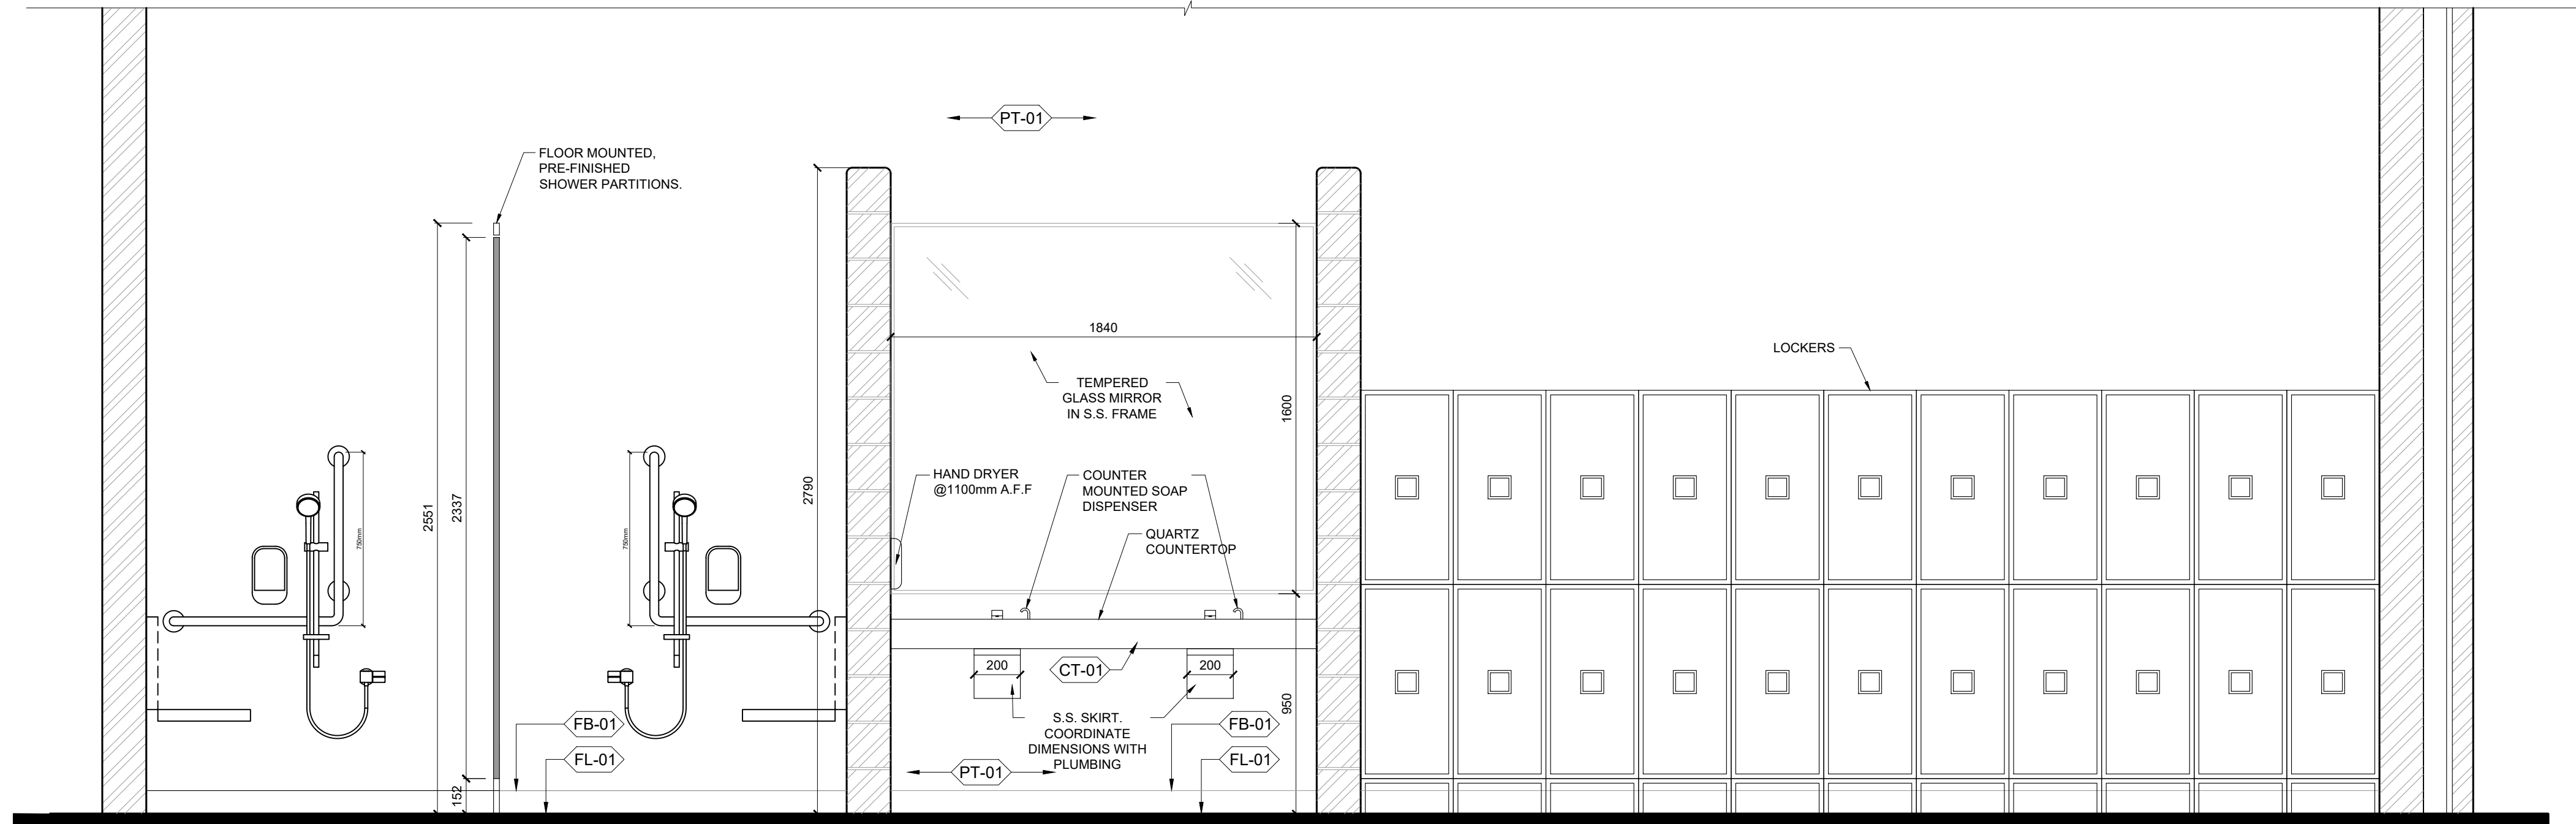 PT-01
FLOOR MOUNTED,
PRE-FINISHED
SHOWER PARTITIONS.
2551
2337
152
750mm
750mm
2790
1840
1600
950
TEMPERED
GLASS MIRROR
IN S.S. FRAME
LOCKERS
HAND DRYER
@1100mm A.F.F
COUNTER
MOUNTED SOAP
DISPENSER
QUARTZ
COUNTERTOP
200
CT-01
200
S.S. SKIRT.
COORDINATE
DIMENSIONS WITH
PLUMBING
FB-01
FL-01
PT-01
FB-01
FL-01